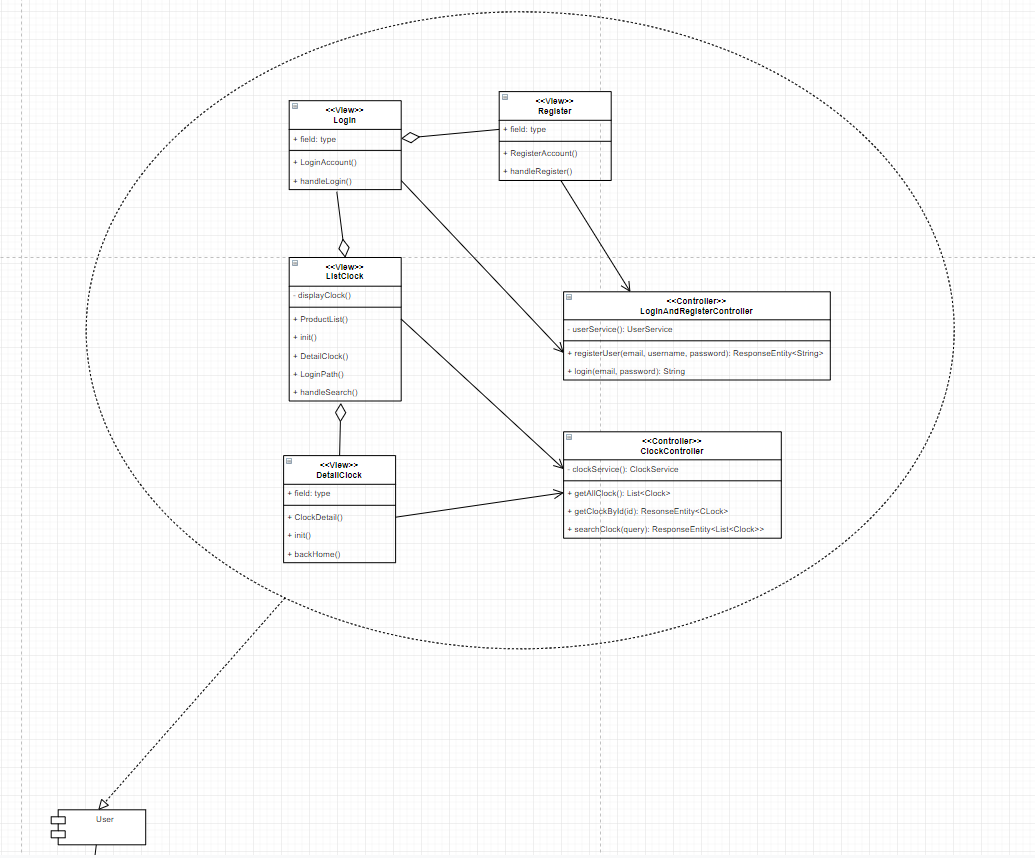 <<View>>
Login
+ field: type
+ LoginAccount()
+ handleLogin()
<<View>>
Register
+ field: type
+ RegisterAccount()
+ handleRegister()
<<View>>
ListClock
- displayClock()
+ ProductList()
+ init()
+ DetailClock()
+ LoginPath()
+ handleSearch()
<<Controller>>
LoginAndRegisterController
- userService(): UserService
+ registerUser(email, username, password): ResponseEntity<String>
+ login(email, password): String
<<Controller>>
ClockController
- clockService(): ClockService
+ getAllClock(): List<Clock>
+ getClockById(id): ResonseEntity<CLock>
+ searchClock(query): ResponseEntity<List<Clock>>
<<View>>
DetailClock
+ field: type
+ ClockDetail()
+ init()
+ backHome()
User